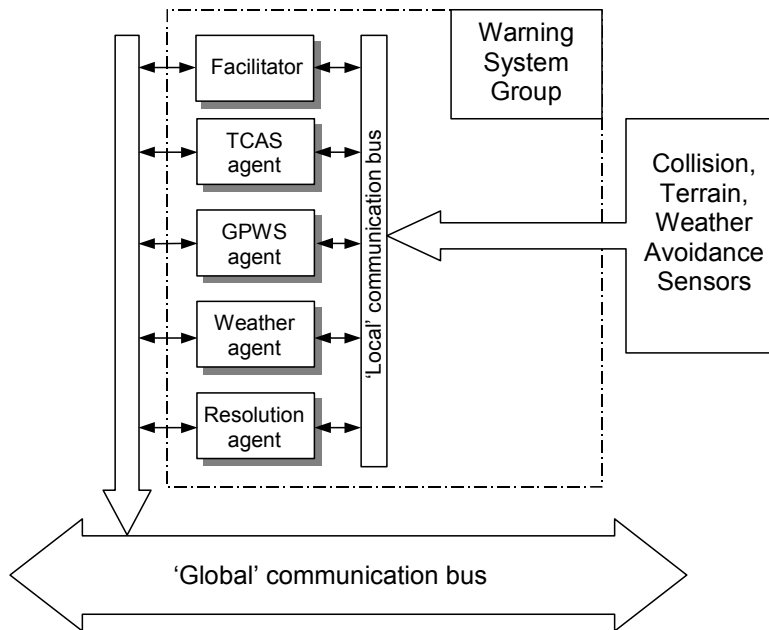 Facilitator
TCAS
agent
GPWS
agent
Weather
agent
Resolution
agent
'Local' communication bus
Warning
System
Group
Collision,
Terrain,
Weather
Avoidance
Sensors
‘Global’ communication bus